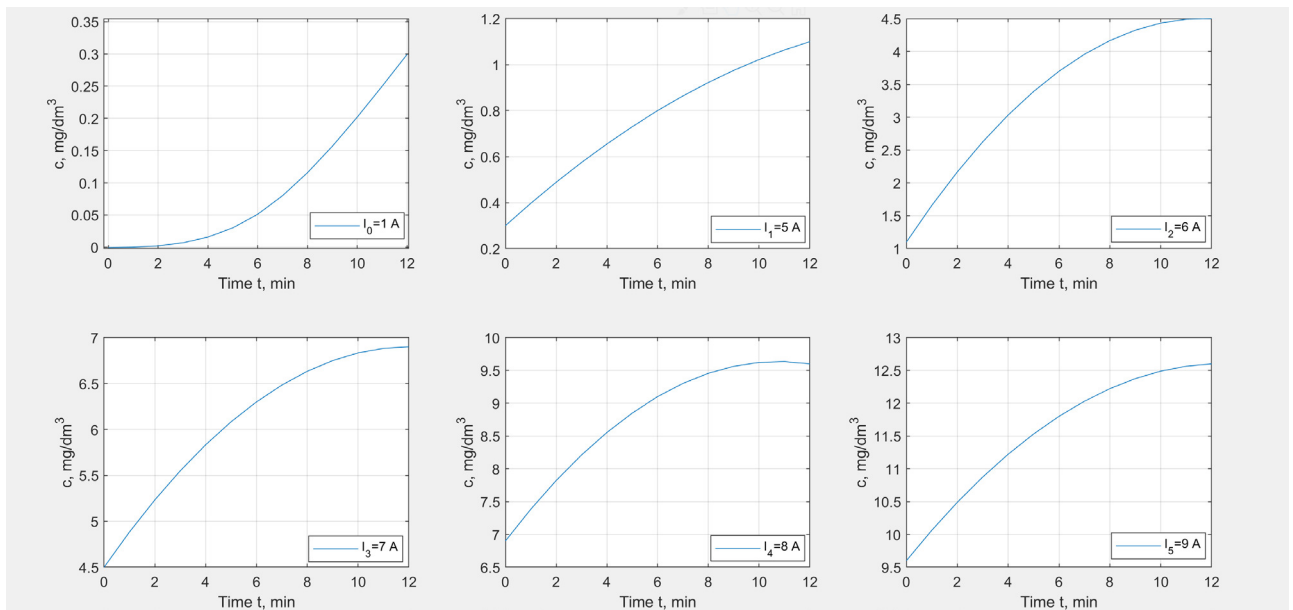 0.35
0.3
0.25
0.2
0.15
0.1
0.05
0
c, mg/dm³
0 2 4 6 8 10 12
Time t, min
I₀=1 A
1.2
1
0.8
0.6
0.4
0.2
c, mg/dm³
0 2 4 6 8 10 12
Time t, min
I₁=5 A
4.5
4
3.5
3
2.5
2
1.5
1
c, mg/dm³
0 2 4 6 8 10 12
Time t, min
I₂=6 A
7
6.5
6
5.5
5
4.5
c, mg/dm³
0 2 4 6 8 10 12
Time t, min
I₃=7 A
10
9.5
9
8.5
8
7.5
7
6.5
c, mg/dm³
0 2 4 6 8 10 12
Time t, min
I₄=8 A
13
12.5
12
11.5
11
10.5
10
9.5
c, mg/dm³
0 2 4 6 8 10 12
Time t, min
I₅=9 A